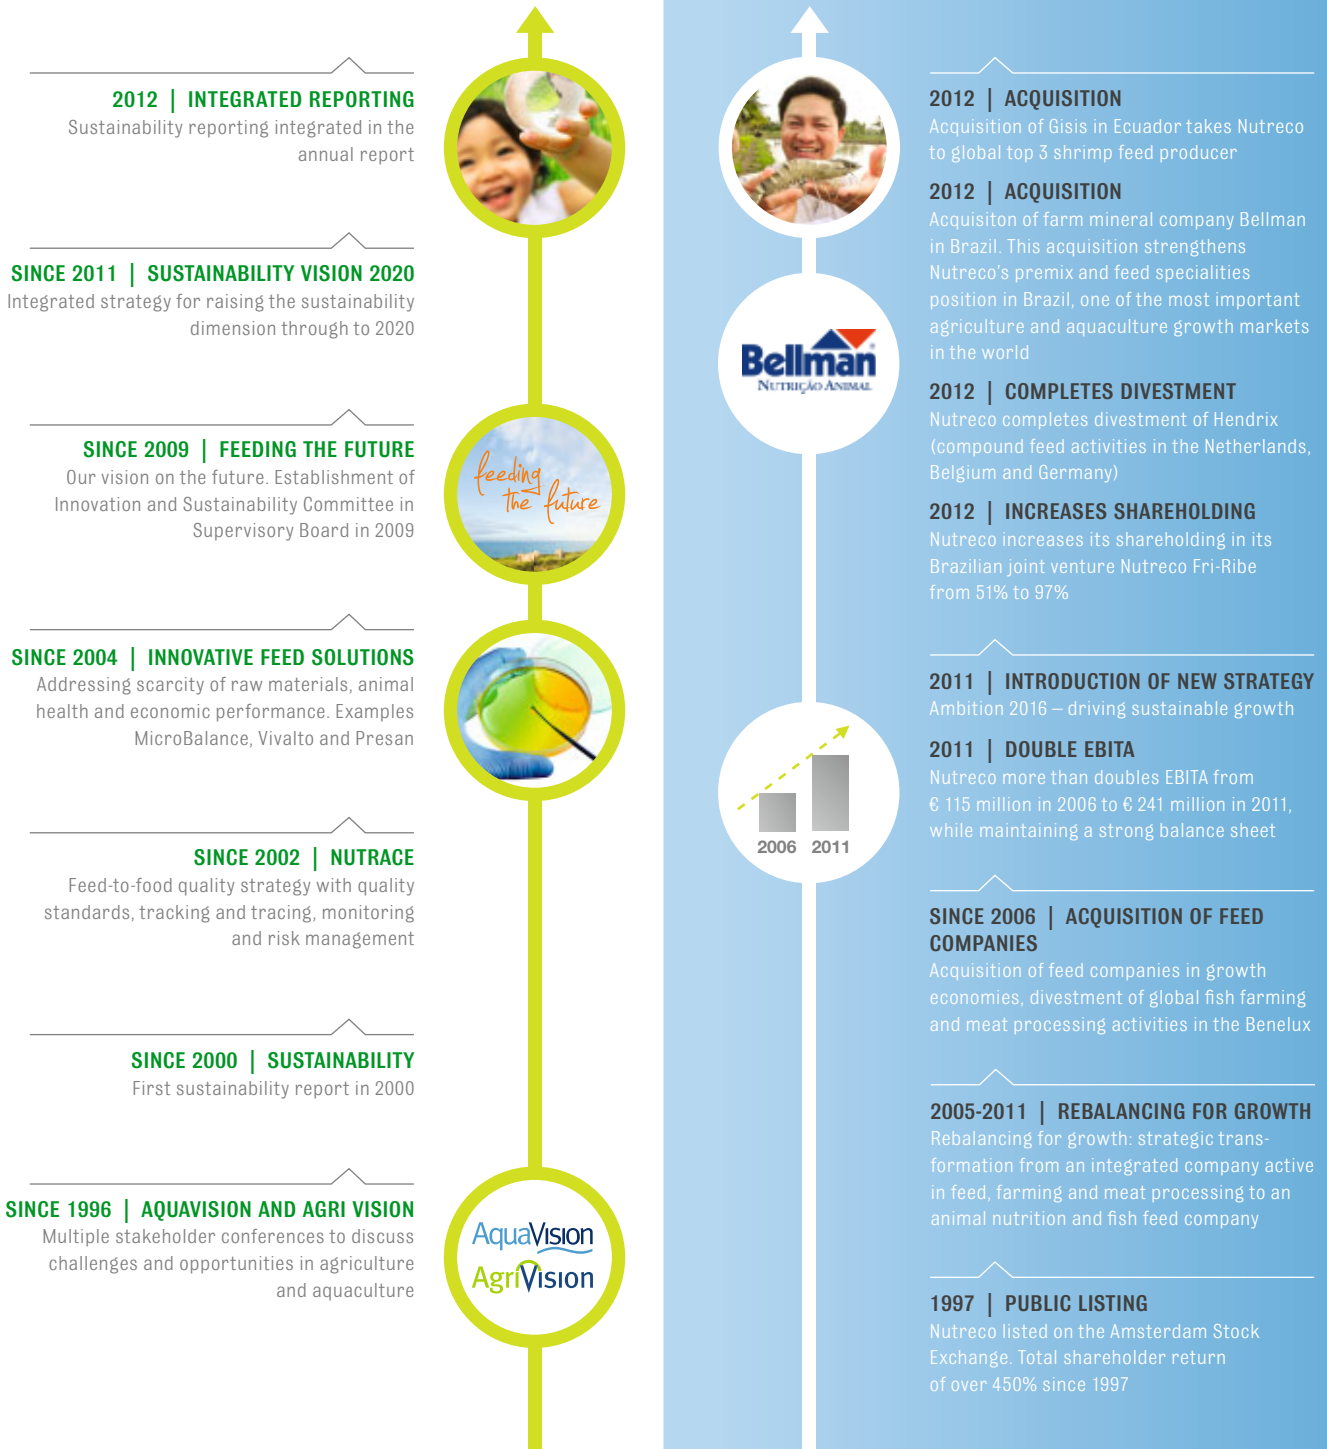 2012 | INTEGRATED REPORTING
Sustainability reporting integrated in the
annual report
SINCE 2011 | SUSTAINABILITY VISION 2020
Integrated strategy for raising the sustainability
dimension through to 2020
SINCE 2009 | FEEDING THE FUTURE
Our vision on the future. Establishment of
Innovation and Sustainability Committee in
Supervisory Board in 2009
feeding
the future
SINCE 2004 | INNOVATIVE FEED SOLUTIONS
Addressing scarcity of raw materials, animal
health and economic performance. Examples
MicroBalance, Vivalto and Presan
SINCE 2002 | NUTRACE
Feed-to-food quality strategy with quality
standards, tracking and tracing, monitoring
and risk management
SINCE 2000 | SUSTAINABILITY
First sustainability report in 2000
SINCE 1996 | AQUAVISION AND AGRI VISION
Multiple stakeholder conferences to discuss
challenges and opportunities in agriculture
and aquaculture
AquaVision
AgriVision
2012 | ACQUISITION
Acquisition of Gisis in Ecuador takes Nutreco
to global top 3 shrimp feed producer
2012 | ACQUISITION
Acquisiton of farm mineral company Bellman
in Brazil. This acquisition strengthens
Nutreco's premix and feed specialities
position in Brazil, one of the most important
agriculture and aquaculture growth markets
in the world
Bellman®
NUTRIÇÃO ANIMAL
2012 | COMPLETES DIVESTMENT
Nutreco completes divestment of Hendrix
(compound feed activities in the Netherlands,
Belgium and Germany)
2012 | INCREASES SHAREHOLDING
Nutreco increases its shareholding in its
Brazilian joint venture Nutreco Fri-Ribe
from 51% to 97%
2011 | INTRODUCTION OF NEW STRATEGY
Ambition 2016 – driving sustainable growth
2011 | DOUBLE EBITA
Nutreco more than doubles EBITA from
€ 115 million in 2006 to € 241 million in 2011,
while maintaining a strong balance sheet
2006 2011
SINCE 2006 | ACQUISITION OF FEED
COMPANIES
Acquisition of feed companies in growth
economies, divestment of global fish farming
and meat processing activities in the Benelux
2005-2011 | REBALANCING FOR GROWTH
Rebalancing for growth: strategic trans-
formation from an integrated company active
in feed, farming and meat processing to an
animal nutrition and fish feed company
1997 | PUBLIC LISTING
Nutreco listed on the Amsterdam Stock
Exchange. Total shareholder return
of over 450% since 1997